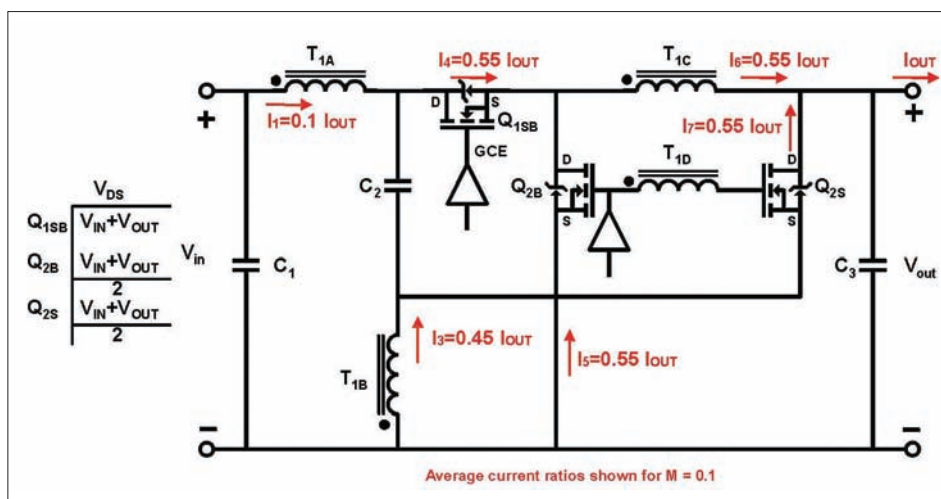 T1A
I4=0.55 IOUT
T1C
I6=0.55 IOUT
IOUT
+
I1=0.1 IOUT
D
S
Q1SB
GCE
I7=0.55 IOUT
+
T1D
D
D
C2
Q2B
Q2S
S
S
VDS
Q1SB VIN+VOUT
Q2B VIN+VOUT
2
Q2S VIN+VOUT
2
Vin
C1
C3
Vout
I3=0.45 IOUT
T1B
I5=0.55 IOUT
–
–
Average current ratios shown for M = 0.1